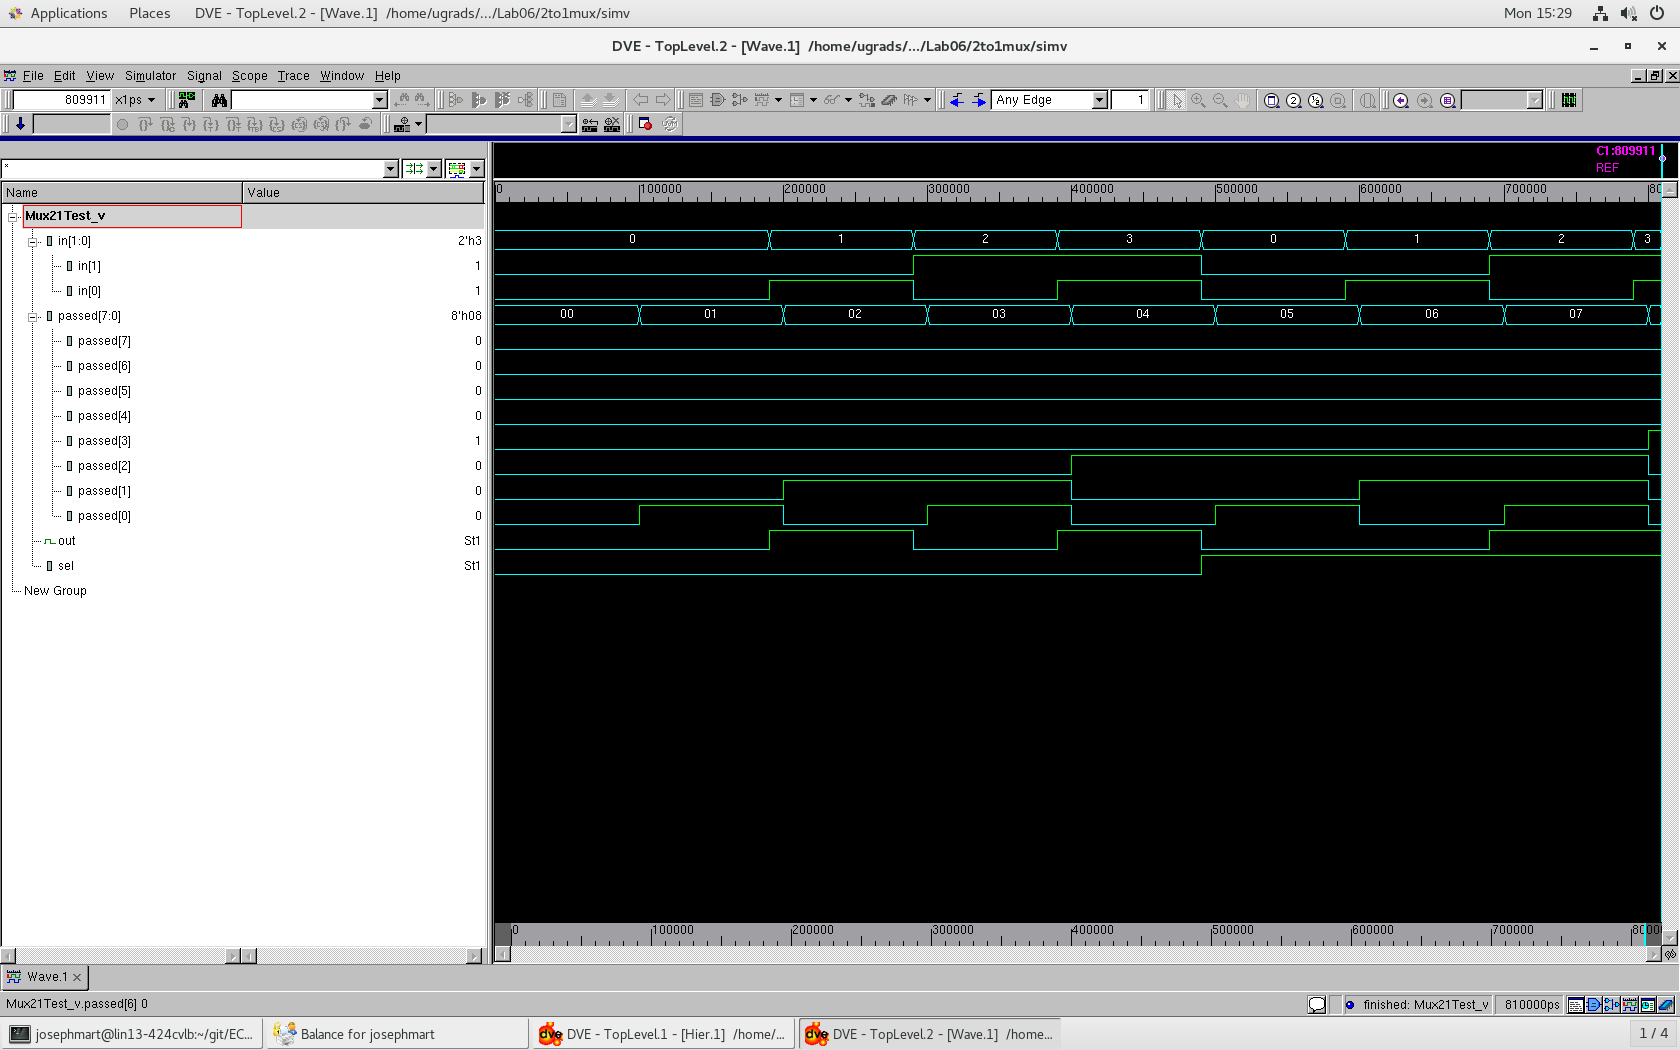 Applications Places DVE - TopLevel.2 - [Wave.1] /home/ugrads/.../Lab06/2to1mux/simv Mon 15:29
DVE - TopLevel.2 - [Wave.1] /home/ugrads/.../Lab06/2to1mux/simv
File Edit View Simulator Signal Scope Trace Window Help
809911 x1ps Any Edge 1
C1:809911
* REF
Name Value 0 100000 200000 300000 400000 500000 600000 700000 80
Mux21Test_v
in[1:0] 2'h3 0 1 2 3 0 1 2 3
in[1] 1
in[0] 1
passed[7:0] 8'h08 00 01 02 03 04 05 06 07
passed[7] 0
passed[6] 0
passed[5] 0
passed[4] 0
passed[3] 1
passed[2] 0
passed[1] 0
passed[0] 0
out St1
sel St1
New Group
0 100000 200000 300000 400000 500000 600000 700000 8000
Wave.1
Mux21Test_v.passed[6] 0 finished: Mux21Test_v 810000ps
josephmart@lin13-424cvlb:~/git/EC... Balance for josephmart DVE - TopLevel.1 - [Hier.1] /home/... DVE - TopLevel.2 - [Wave.1] /home... 1 / 4